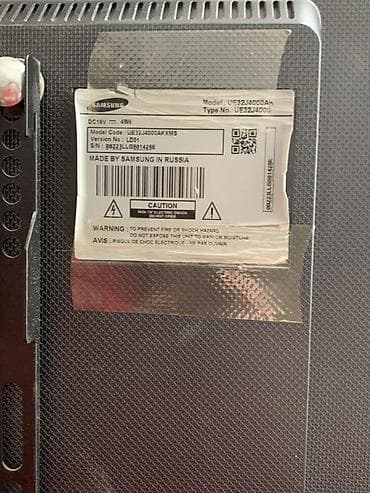 SAMSUNG
Model : UE32J4000AK
Type No : UE32J4000
DC19V ⎓ 48W
Model Code : UE32J4000AKXMS
Version No : LD01
S/N :
MADE BY SAMSUNG IN RUSSIA
CAUTION
RISK OF ELECTRIC SHOCK
DO NOT OPEN
WARNING : TO PREVENT FIRE OR SHOCK HAZARD
DO NOT EXPOSE THIS UNIT TO RAIN OR MOISTURE
AVIS : RISQUE DE CHOC ELECTRIQUE - NE PAS OUVRIR